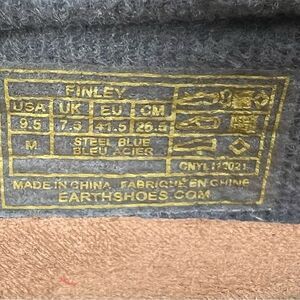 FINLEY
USA UK EU CM
9.5 7.5 41.5 26.5
M STEEL BLUE
BLEU ACIER
MADE IN CHINA. FABRIQUÉ EN CHINE
EARTHSHOES.COM